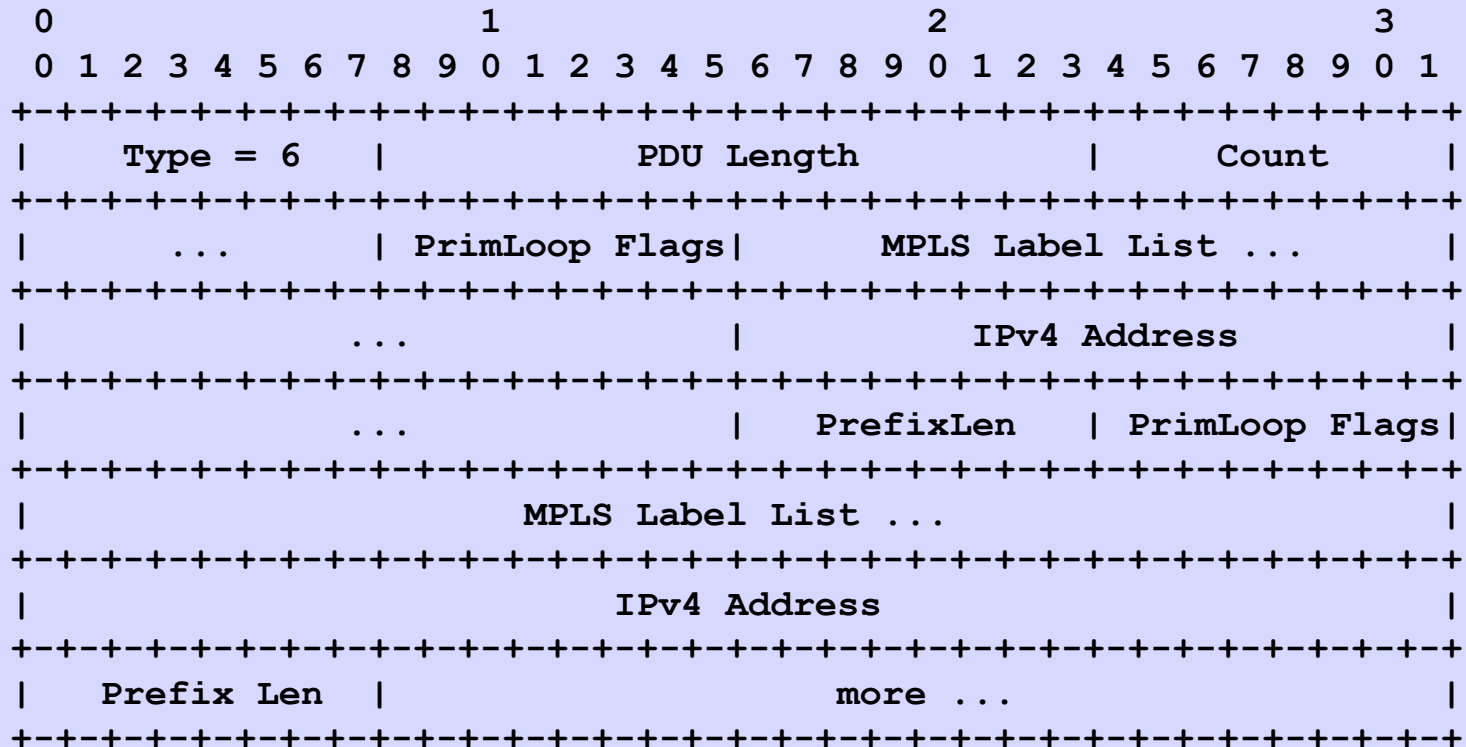 0                   1                   2                   3
0 1 2 3 4 5 6 7 8 9 0 1 2 3 4 5 6 7 8 9 0 1 2 3 4 5 6 7 8 9 0 1
+-+-+-+-+-+-+-+-+-+-+-+-+-+-+-+-+-+-+-+-+-+-+-+-+-+-+-+-+-+-+-+-+
|    Type = 6   |           PDU Length          |     Count     |
+-+-+-+-+-+-+-+-+-+-+-+-+-+-+-+-+-+-+-+-+-+-+-+-+-+-+-+-+-+-+-+-+
|      ...      | PrimLoop Flags|      MPLS Label List ...      |
+-+-+-+-+-+-+-+-+-+-+-+-+-+-+-+-+-+-+-+-+-+-+-+-+-+-+-+-+-+-+-+-+
|              ...              |          IPv4 Address         |
+-+-+-+-+-+-+-+-+-+-+-+-+-+-+-+-+-+-+-+-+-+-+-+-+-+-+-+-+-+-+-+-+
|              ...              |   PrefixLen   | PrimLoop Flags|
+-+-+-+-+-+-+-+-+-+-+-+-+-+-+-+-+-+-+-+-+-+-+-+-+-+-+-+-+-+-+-+-+
|                      MPLS Label List ...                      |
+-+-+-+-+-+-+-+-+-+-+-+-+-+-+-+-+-+-+-+-+-+-+-+-+-+-+-+-+-+-+-+-+
|                          IPv4 Address                         |
+-+-+-+-+-+-+-+-+-+-+-+-+-+-+-+-+-+-+-+-+-+-+-+-+-+-+-+-+-+-+-+-+
|   Prefix Len  |                    more ...                   |
+-+-+-+-+-+-+-+-+-+-+-+-+-+-+-+-+-+-+-+-+-+-+-+-+-+-+-+-+-+-+-+-+